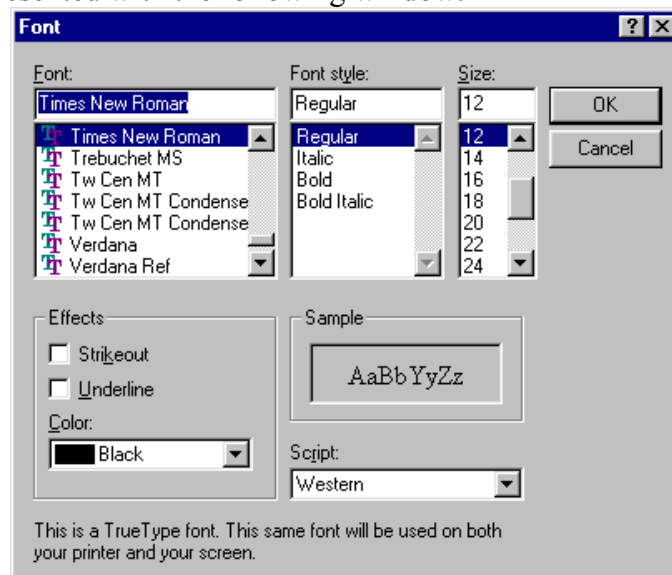 Font
Font:
Font style:
Size:
Times New Roman
Regular
12
OK
Cancel
Times New Roman
Trebuchet MS
Tw Cen MT
Tw Cen MT Condense
Tw Cen MT Condense
Verdana
Verdana Ref
Regular
Italic
Bold
Bold Italic
12
14
16
18
20
22
24
Effects
Strikeout
Underline
Color:
Black
Sample
AaBbYyZz
Script:
Western
This is a TrueType font. This same font will be used on both
your printer and your screen.